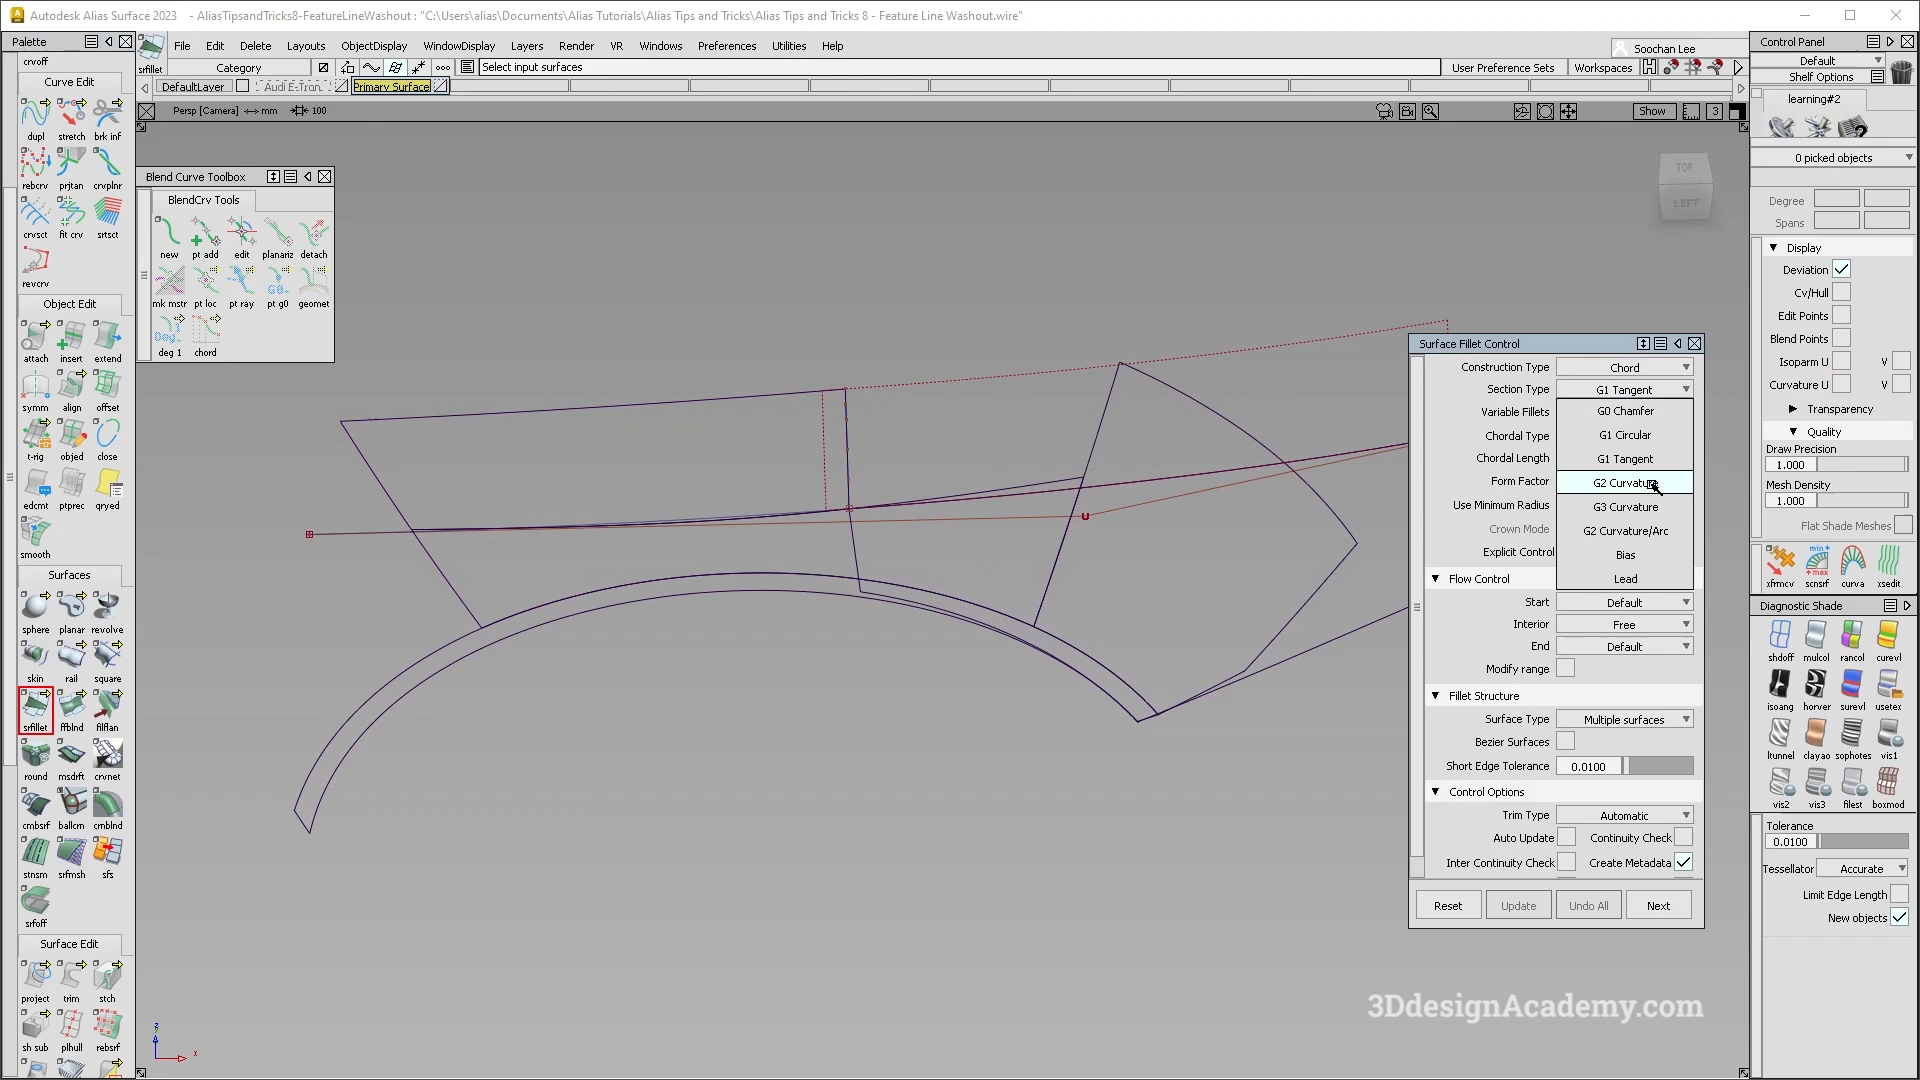 Autodesk Alias Surface 2023 - AliasTipsandTricks8-FeatureLineWashout : "C:\Users\alias\Documents\Alias Tutorials\Alias Tips and Tricks\Alias Tips and Tricks 8 - Feature Line Washout.wire"
Palette
File Edit Delete Layouts ObjectDisplay WindowDisplay Layers Render VR Windows Preferences Utilities Help
Soochan Lee
srfillet
Category
Select input surfaces
User Preference Sets
Workspaces
DefaultLayer
Audi E-Tron
Primary Surface
Persp [Camera] mm 100
Show
3
crvoff
Curve Edit
dupl stretch brk inf
rebcrv prjtan crvplnr
crvsct fit crv srtsct
revcrv
Object Edit
attach insert extend
symm align offset
t-rig objed close
edcmt ptprec qryed
smooth
Surfaces
sphere planar revolve
skin rail square
srfillet ffblnd filflan
round msdrft crvnet
cmbsrf ballcrn cmblnd
stnsm srfmsh sfs
srfoff
Surface Edit
project trim stch
sh sub plhull rebsrf
Blend Curve Toolbox
BlendCrv Tools
new pt add edit planariz detach
mk mstr pt loc pt ray pt g0 geomet
deg 1 chord
TOP
LEFT
U
z
x
Surface Fillet Control
Construction Type Chord
Section Type G1 Tangent
Variable Fillets
Chordal Type
Chordal Length
Form Factor
Use Minimum Radius
Crown Mode
Explicit Control
G0 Chamfer
G1 Circular
G1 Tangent
G2 Curvature
G3 Curvature
G2 Curvature/Arc
Bias
Lead
Flow Control
Start Default
Interior Free
End Default
Modify range
Fillet Structure
Surface Type Multiple surfaces
Bezier Surfaces
Short Edge Tolerance 0.0100
Control Options
Trim Type Automatic
Auto Update Continuity Check
Inter Continuity Check Create Metadata
Reset Update Undo All Next
3DdesignAcademy.com
Control Panel
Default
Shelf Options
learning#2
0 picked objects
Degree
Spans
Display
Deviation
Cv/Hull
Edit Points
Blend Points
Isoparm U V
Curvature U V
Transparency
Quality
Draw Precision
1.000
Mesh Density
1.000
Flat Shade Meshes
xfrmcv scnsrf curva xsedit
Diagnostic Shade
shdoff mulcol rancol curevl
isoang horver surevl usetex
ltunnel clayao sophotes vis1
vis2 vis3 filest boxmod
Tolerance
0.0100
Tessellator Accurate
Limit Edge Length
New objects